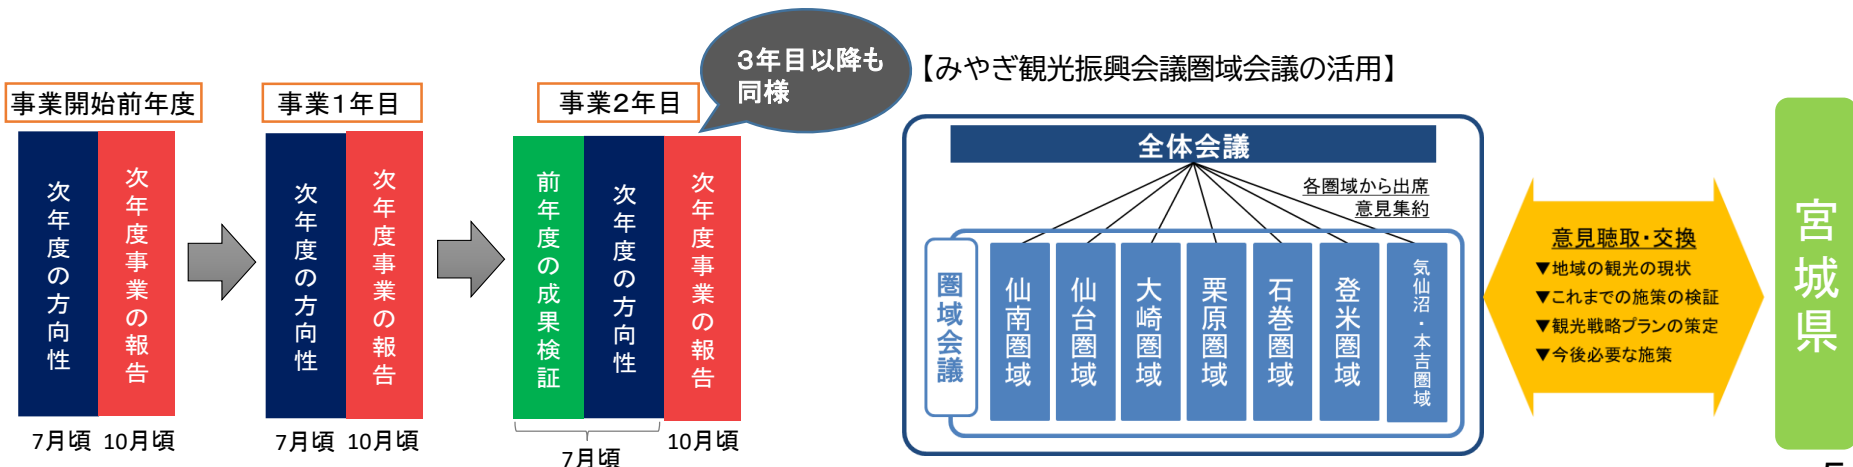 3年目以降も
同様
【みやぎ観光振興会議圏域会議の活用】
事業開始前年度
次年度の方向性
次年度事業の報告
7月頃
10月頃
事業1年目
次年度の方向性
次年度事業の報告
7月頃
10月頃
事業2年目
前年度の成果検証
次年度の方向性
次年度事業の報告
7月頃
10月頃
全体会議
各圏域から出席
意見集約
圏域会議
仙南圏域
仙台圏域
大崎圏域
栗原圏域
石巻圏域
登米圏域
気仙沼・本吉圏域
意見聴取・交換
▼地域の観光の現状
▼これまでの施策の検証
▼観光戦略プランの策定
▼今後必要な施策
宮城県